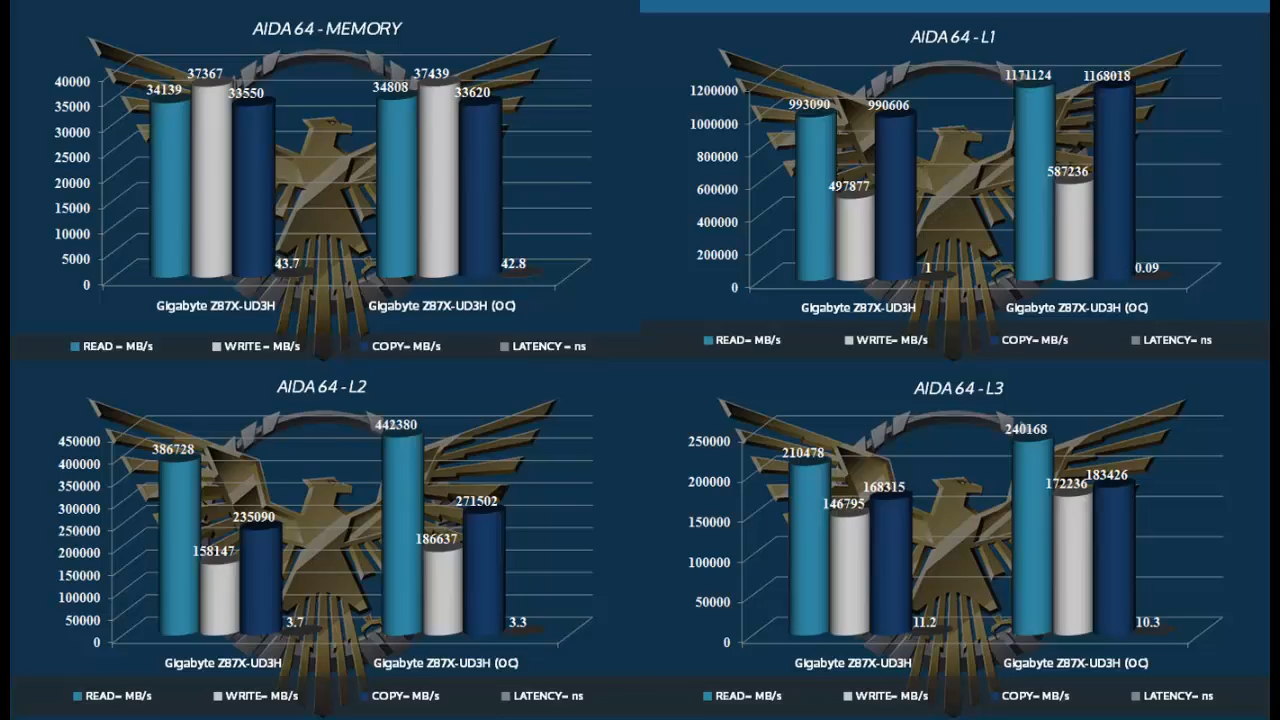 AIDA 64 - MEMORY
40000
35000
30000
25000
20000
15000
10000
5000
0
34139
37367
33550
43.7
34808
37439
33620
42.8
Gigabyte Z87X-UD3H
Gigabyte Z87X-UD3H (OC)
READ = MB/s
WRITE = MB/s
COPY= MB/s
LATENCY = ns
AIDA 64 - L1
1200000
1000000
800000
600000
400000
200000
0
993090
497877
990606
1
1171124
587236
1168018
0.09
Gigabyte Z87X-UD3H
Gigabyte Z87X-UD3H (OC)
READ= MB/s
WRITE= MB/s
COPY= MB/s
LATENCY= ns
AIDA 64 - L2
450000
400000
350000
300000
250000
200000
150000
100000
50000
0
386728
158147
235090
3.7
442380
186637
271502
3.3
Gigabyte Z87X-UD3H
Gigabyte Z87X-UD3H (OC)
READ= MB/s
WRITE= MB/s
COPY= MB/s
LATENCY= ns
AIDA 64 - L3
250000
200000
150000
100000
50000
0
210478
146795
168315
11.2
240168
172236
183426
10.3
Gigabyte Z87X-UD3H
Gigabyte Z87X-UD3H (OC)
READ= MB/s
WRITE= MB/s
COPY= MB/s
LATENCY= ns